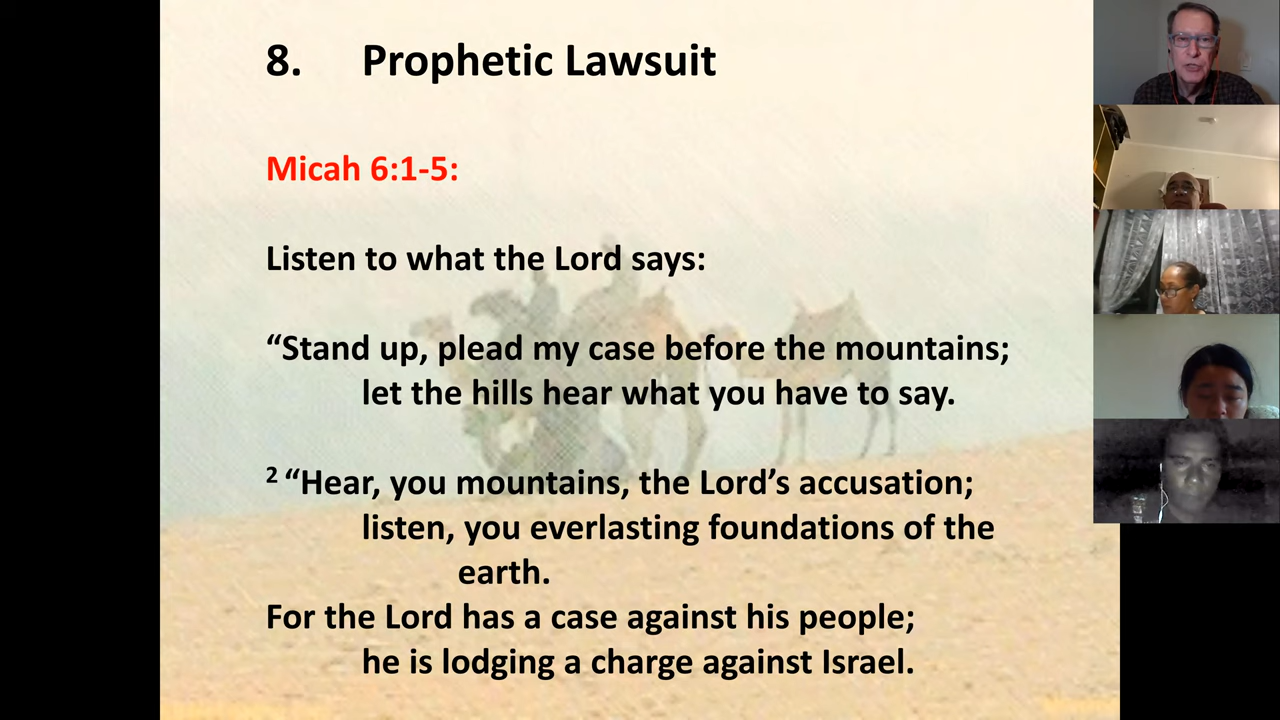 8. Prophetic Lawsuit
Micah 6:1-5:
Listen to what the Lord says:
“Stand up, plead my case before the mountains;
let the hills hear what you have to say.
2 “Hear, you mountains, the Lord’s accusation;
listen, you everlasting foundations of the
earth.
For the Lord has a case against his people;
he is lodging a charge against Israel.